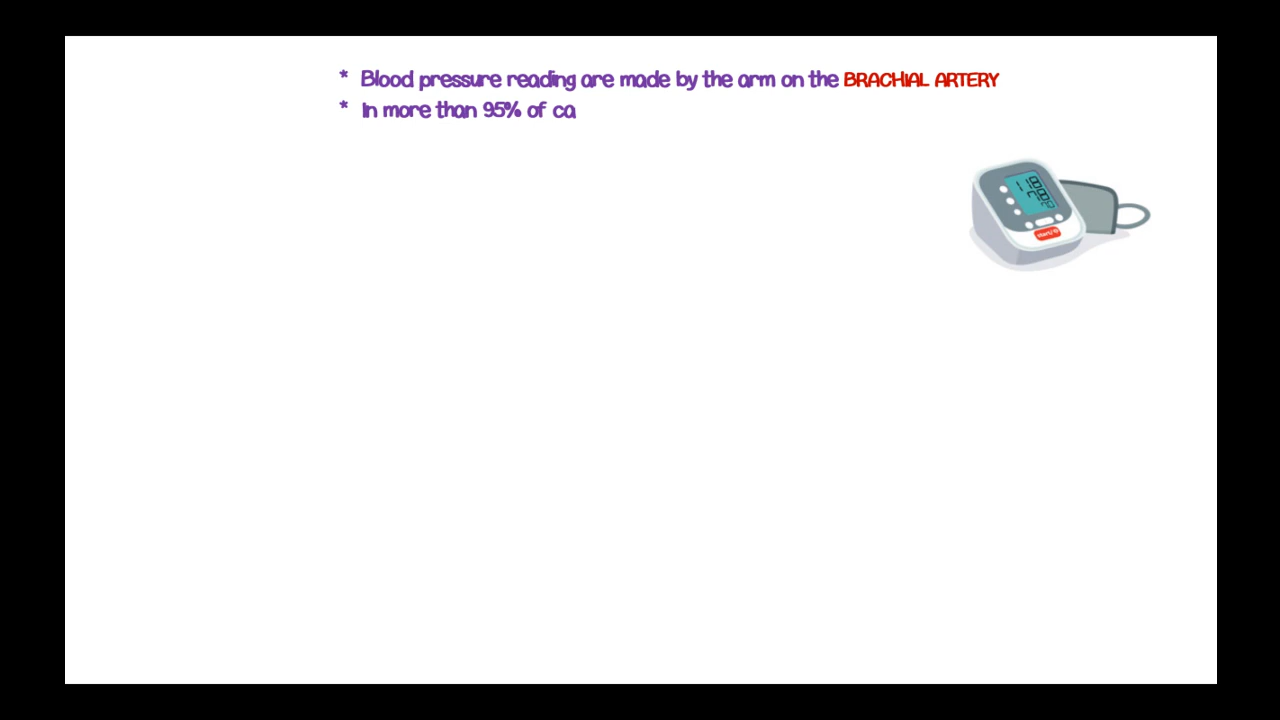 * Blood pressure reading are made by the arm on the BRACHIAL ARTERY
* In more than 95% of ca